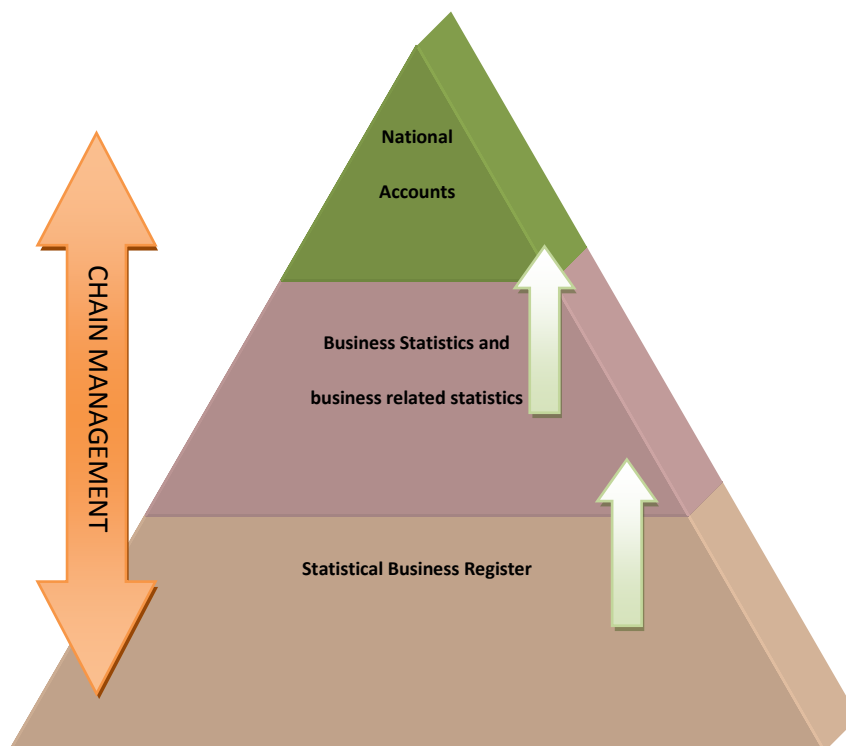 National
Accounts
CHAIN MANAGEMENT
Business Statistics and
business related statistics
Statistical Business Register